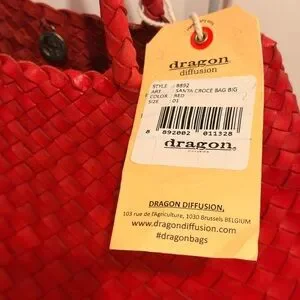 dragon
diffusion
STYLE : 8892
ART : SANTA CROCE BAG BIG
COLOR : RED
SIZE : 01
8 892002 011328
dragon
DRAGON DIFFUSION,
103 rue de l'Agriculture, 1030 Brussels BELGIUM
www.dragondiffusion.com
#dragonbags